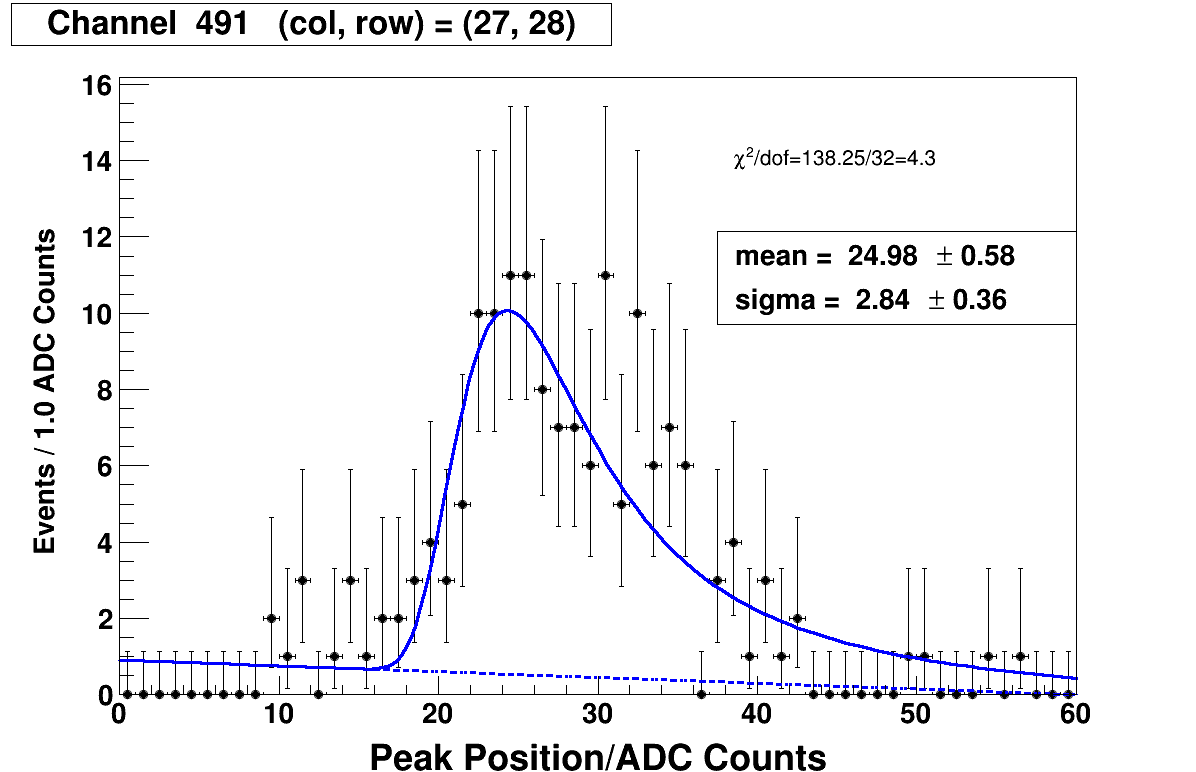 Channel 491 (col, row) = (27, 28)
16
14
12
10
8
6
4
2
0
Events / 1.0 ADC Counts
χ2/dof=138.25/32=4.3
mean = 24.98 ± 0.58
sigma = 2.84 ± 0.36
0 10 20 30 40 50 60
Peak Position/ADC Counts